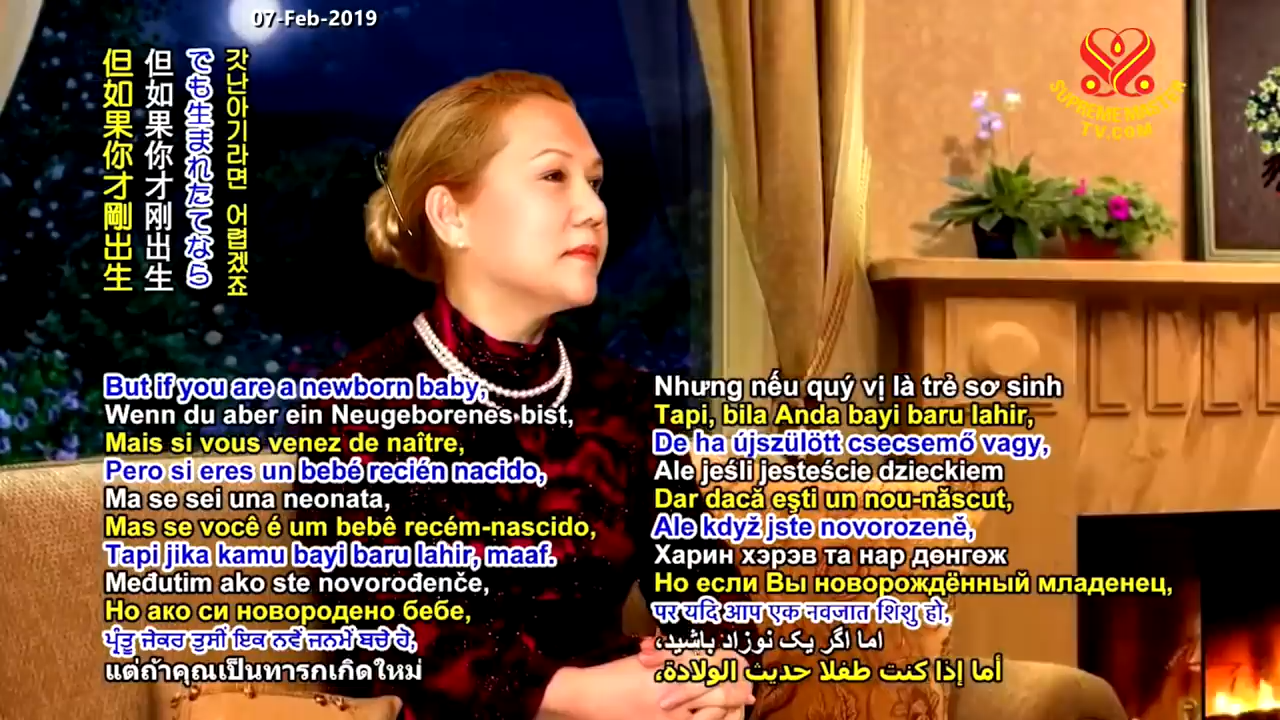 07-Feb-2019
갓난아기라면 어렵겠죠
でも生まれたてなら
但如果你才刚出生
但如果你才剛出生
SUPREME MASTER
TV.COM
But if you are a newborn baby,
Wenn du aber ein Neugeborenes bist,
Mais si vous venez de naître,
Pero si eres un bebé recién nacido,
Ma se sei una neonata,
Mas se você é um bebê recém-nascido,
Tapi jika kamu bayi baru lahir, maaf.
Međutim ako ste novorođenče,
Но ако си новородено бебе,
ਪ੍ਰੰਤੂ ਜੇਕਰ ਤੁਸੀਂ ਇਕ ਨਵੇਂ ਜਨਮੇਂ ਬਚੇ ਹੋ,
แต่ถ้าคุณเป็นทารกเกิดใหม่
Nhưng nếu quý vị là trẻ sơ sinh
Tapi, bila Anda bayi baru lahir,
De ha újszülött csecsemő vagy,
Ale jeśli jesteście dzieckiem
Dar dacă eşti un nou-născut,
Ale když jste novorozeně,
Харин хэрэв та нар дөнгөж
Но если Вы новорождённый младенец,
पर यदि आप एक नवजात शिशु हो,
اما اگر یک نوزاد باشید،
أما إذا كنت طفلا حديث الولادة،